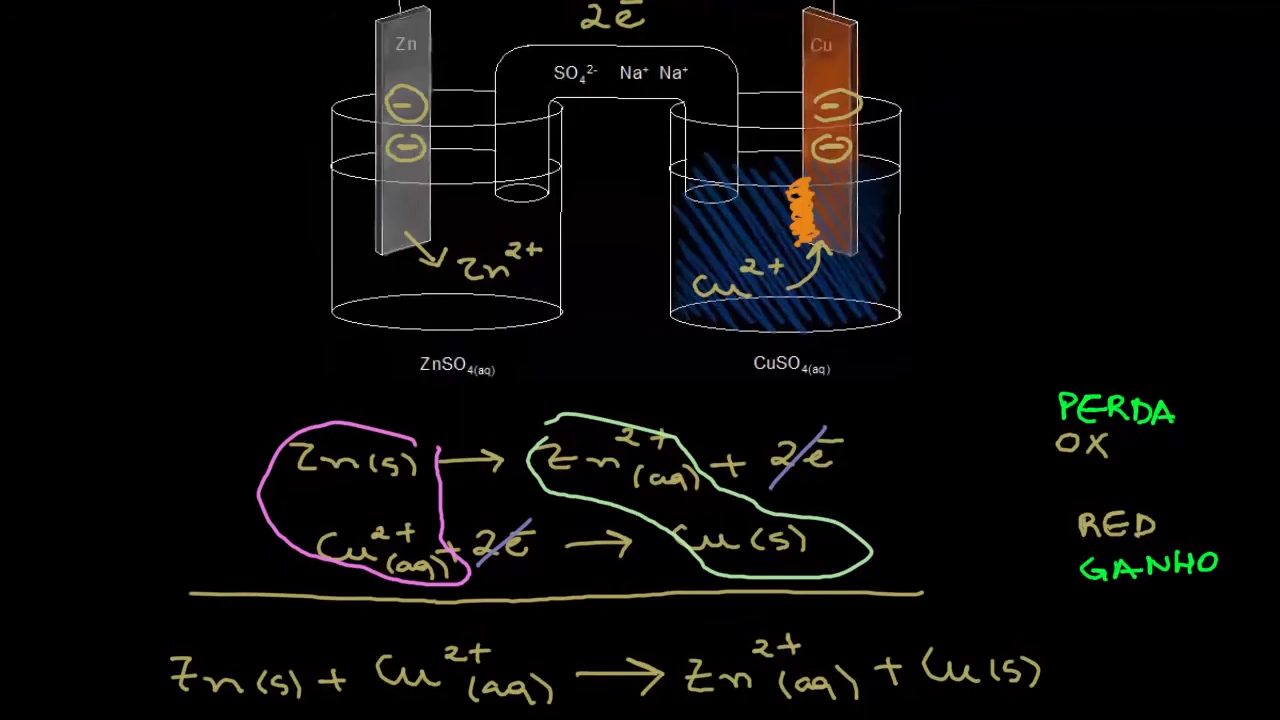 2e⁻
Zn
SO₄²⁻ Na⁺ Na⁺
Cu
Zn²⁺
Cu²⁺
ZnSO₄(aq)
CuSO₄(aq)
PERDA
OX
Zn(s) → Zn²⁺(aq) + 2e⁻
Cu²⁺(aq) + 2e⁻ → Cu(s)
RED
GANHO
Zn(s) + Cu²⁺(aq) → Zn²⁺(aq) + Cu(s)